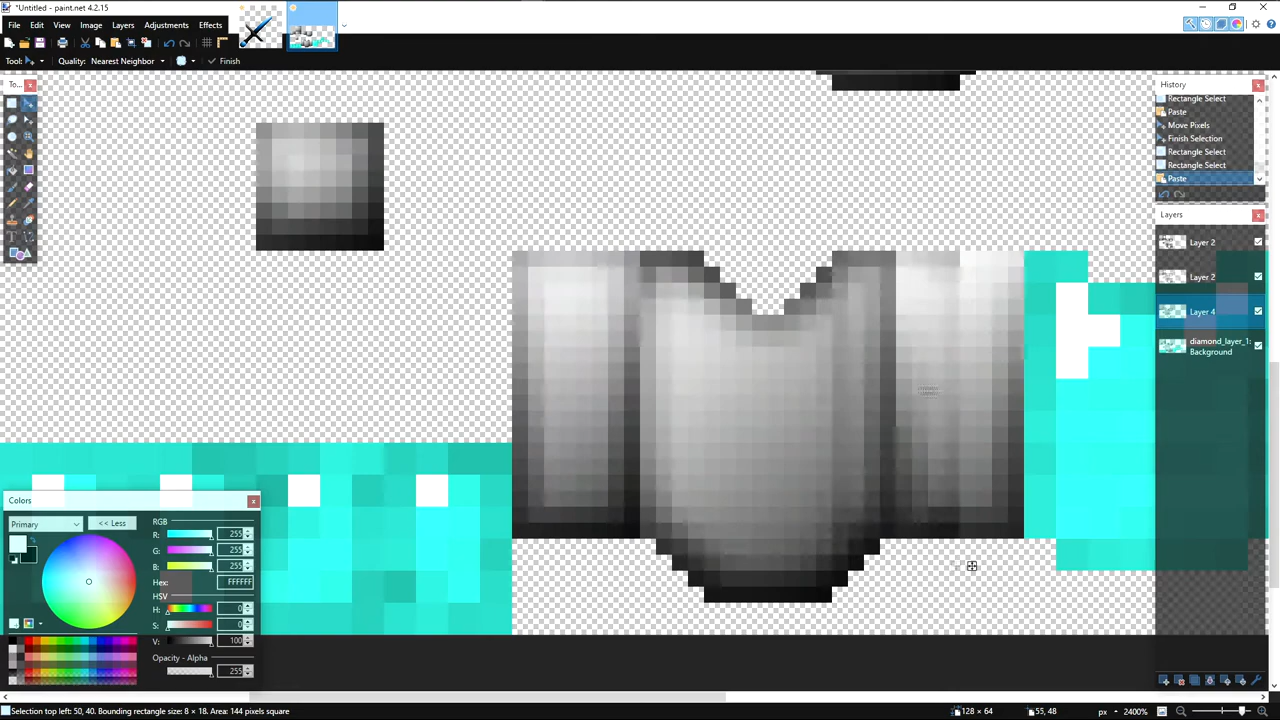 *Untitled - paint.net 4.2.15
File Edit View Image Layers Adjustments Effects
Tool: Quality: Nearest Neighbor Finish
To...
History
Rectangle Select
Paste
Move Pixels
Finish Selection
Rectangle Select
Rectangle Select
Paste
Layers
Layer 2
Layer 2
Layer 4
diamond_layer_1:
Background
Colors
Primary
<< Less
RGB
R: 255
G: 255
B: 255
Hex: FFFFFF
HSV
H: 0
S: 0
V: 100
Opacity - Alpha
255
Selection top left: 50, 40. Bounding rectangle size: 8 × 18. Area: 144 pixels square
128 × 64
55, 48
px
2400%